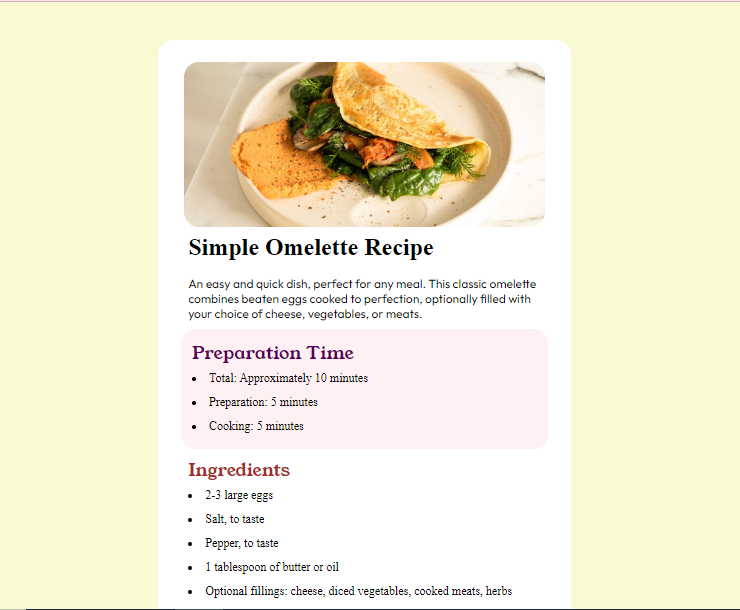 Simple Omelette Recipe
An easy and quick dish, perfect for any meal. This classic omelette
combines beaten eggs cooked to perfection, optionally filled with
your choice of cheese, vegetables, or meats.
Preparation Time
• Total: Approximately 10 minutes
• Preparation: 5 minutes
• Cooking: 5 minutes
Ingredients
• 2-3 large eggs
• Salt, to taste
• Pepper, to taste
• 1 tablespoon of butter or oil
• Optional fillings: cheese, diced vegetables, cooked meats, herbs